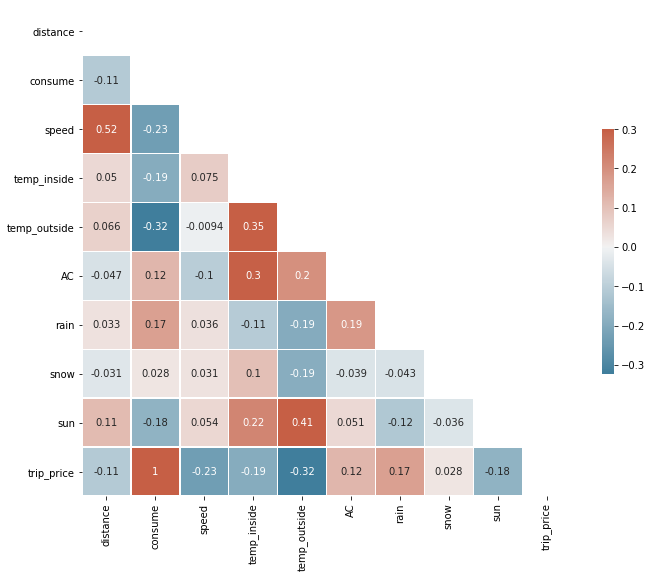 distance
consume -0.11
speed 0.52 -0.23
temp_inside 0.05 -0.19 0.075
temp_outside 0.066 -0.32 -0.0094 0.35
AC -0.047 0.12 -0.1 0.3 0.2
rain 0.033 0.17 0.036 -0.11 -0.19 0.19
snow -0.031 0.028 0.031 0.1 -0.19 -0.039 -0.043
sun 0.11 -0.18 0.054 0.22 0.41 0.051 -0.12 -0.036
trip_price -0.11 1 -0.23 -0.19 -0.32 0.12 0.17 0.028 -0.18
distance consume speed temp_inside temp_outside AC rain snow sun trip_price
0.3
0.2
0.1
0.0
−0.1
−0.2
−0.3